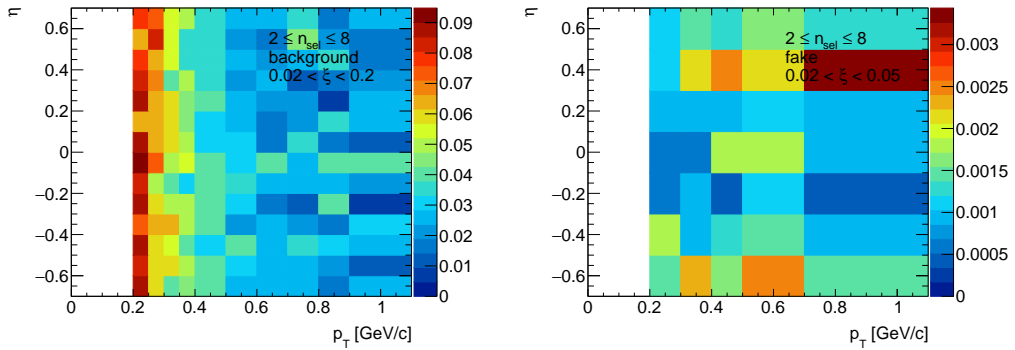 η
0.6
0.4
0.2
0
−0.2
−0.4
−0.6
2 ≤ n_sel ≤ 8
background
0.02 < ξ < 0.2
0 0.2 0.4 0.6 0.8 1
p_T [GeV/c]
0.09
0.08
0.07
0.06
0.05
0.04
0.03
0.02
0.01
0
η
0.6
0.4
0.2
0
−0.2
−0.4
−0.6
2 ≤ n_sel ≤ 8
fake
0.02 < ξ < 0.05
0 0.2 0.4 0.6 0.8 1
p_T [GeV/c]
0.003
0.0025
0.002
0.0015
0.001
0.0005
0